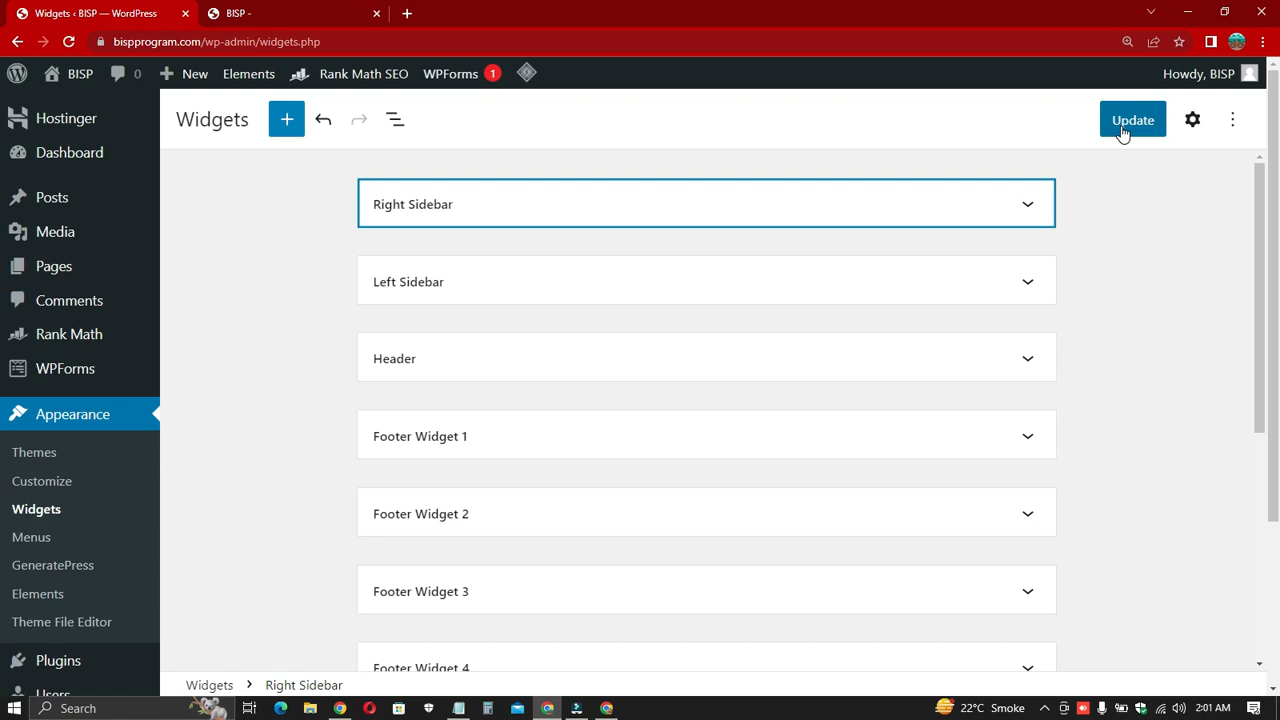 Widgets ‹ BISP — WordPress
BISP -
bispprogram.com/wp-admin/widgets.php
BISP 0 New Elements Rank Math SEO WPForms 1
Howdy, BISP
Hostinger
Dashboard
Posts
Media
Pages
Comments
Rank Math
WPForms
Appearance
Themes
Customize
Widgets
Menus
GeneratePress
Elements
Theme File Editor
Plugins
Users
Widgets
Update
Right Sidebar
Left Sidebar
Header
Footer Widget 1
Footer Widget 2
Footer Widget 3
Footer Widget 4
Widgets > Right Sidebar
Search
22°C Smoke
2:01 AM